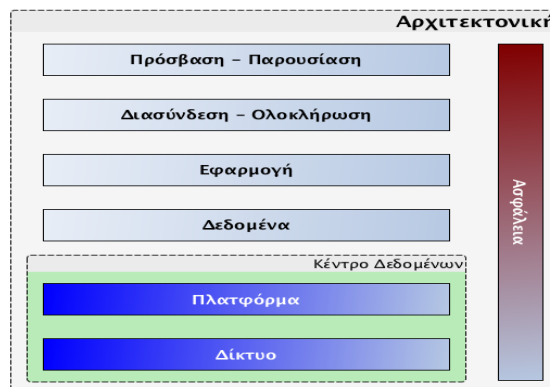 Αρχιτεκτονική
Πρόσβαση – Παρουσίαση
Διασύνδεση – Ολοκλήρωση
Εφαρμογή
Δεδομένα
Κέντρο Δεδομένων
Πλατφόρμα
Δίκτυο
Ασφάλεια